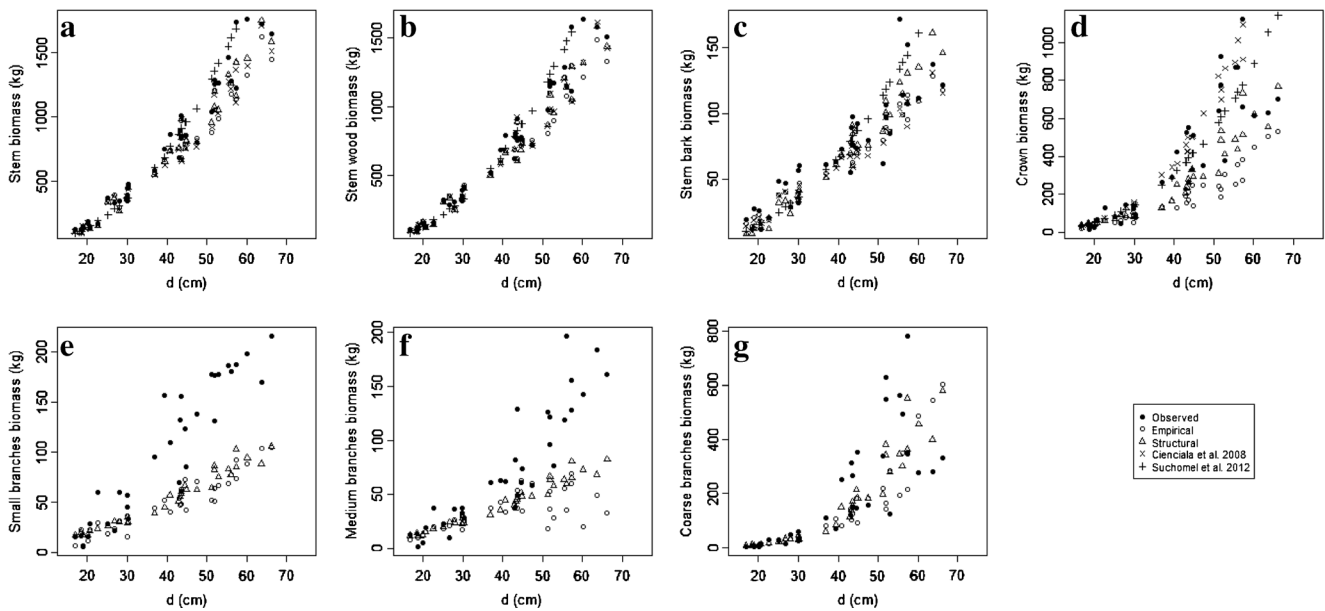 a
Stem biomass (kg)
500
1000
1500
20 30 40 50 60 70
d (cm)
b
Stem wood biomass (kg)
500
1000
1500
20 30 40 50 60 70
d (cm)
c
Stem bark biomass (kg)
50
100
150
20 30 40 50 60 70
d (cm)
d
Crown biomass (kg)
0
200
400
600
800
1000
20 30 40 50 60 70
d (cm)
e
Small branches biomass (kg)
0
50
100
150
200
20 30 40 50 60 70
d (cm)
f
Medium branches biomass (kg)
0
50
100
150
200
20 30 40 50 60 70
d (cm)
g
Coarse branches biomass (kg)
0
200
400
600
800
20 30 40 50 60 70
d (cm)
Observed
Empirical
Structural
Cienciala et al. 2008
Suchomel et al. 2012